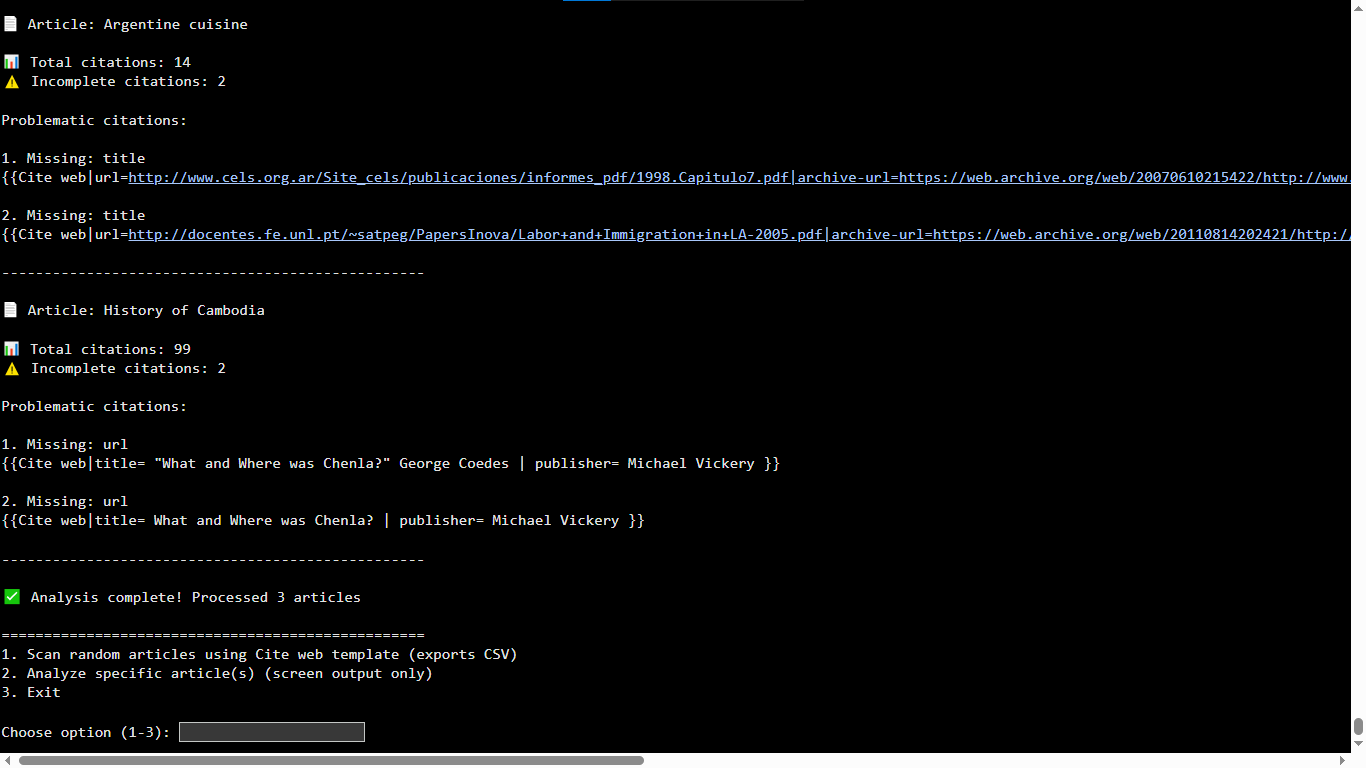 📄 Article: Argentine cuisine
📊 Total citations: 14
⚠️ Incomplete citations: 2
Problematic citations:
1. Missing: title
{{Cite web|url=http://www.cels.org.ar/Site_cels/publicaciones/informes_pdf/1998.Capitulo7.pdf|archive-url=https://web.archive.org/web/20070610215422/http://www.
2. Missing: title
{{Cite web|url=http://docentes.fe.unl.pt/~satpeg/PapersInova/Labor+and+Immigration+in+LA-2005.pdf|archive-url=https://web.archive.org/web/20110814202421/http:/
--------------------------------------------------
📄 Article: History of Cambodia
📊 Total citations: 99
⚠️ Incomplete citations: 2
Problematic citations:
1. Missing: url
{{Cite web|title= "What and Where was Chenla?" George Coedes | publisher= Michael Vickery }}
2. Missing: url
{{Cite web|title= What and Where was Chenla? | publisher= Michael Vickery }}
--------------------------------------------------
✅ Analysis complete! Processed 3 articles
==================================================
1. Scan random articles using Cite web template (exports CSV)
2. Analyze specific article(s) (screen output only)
3. Exit
Choose option (1-3):